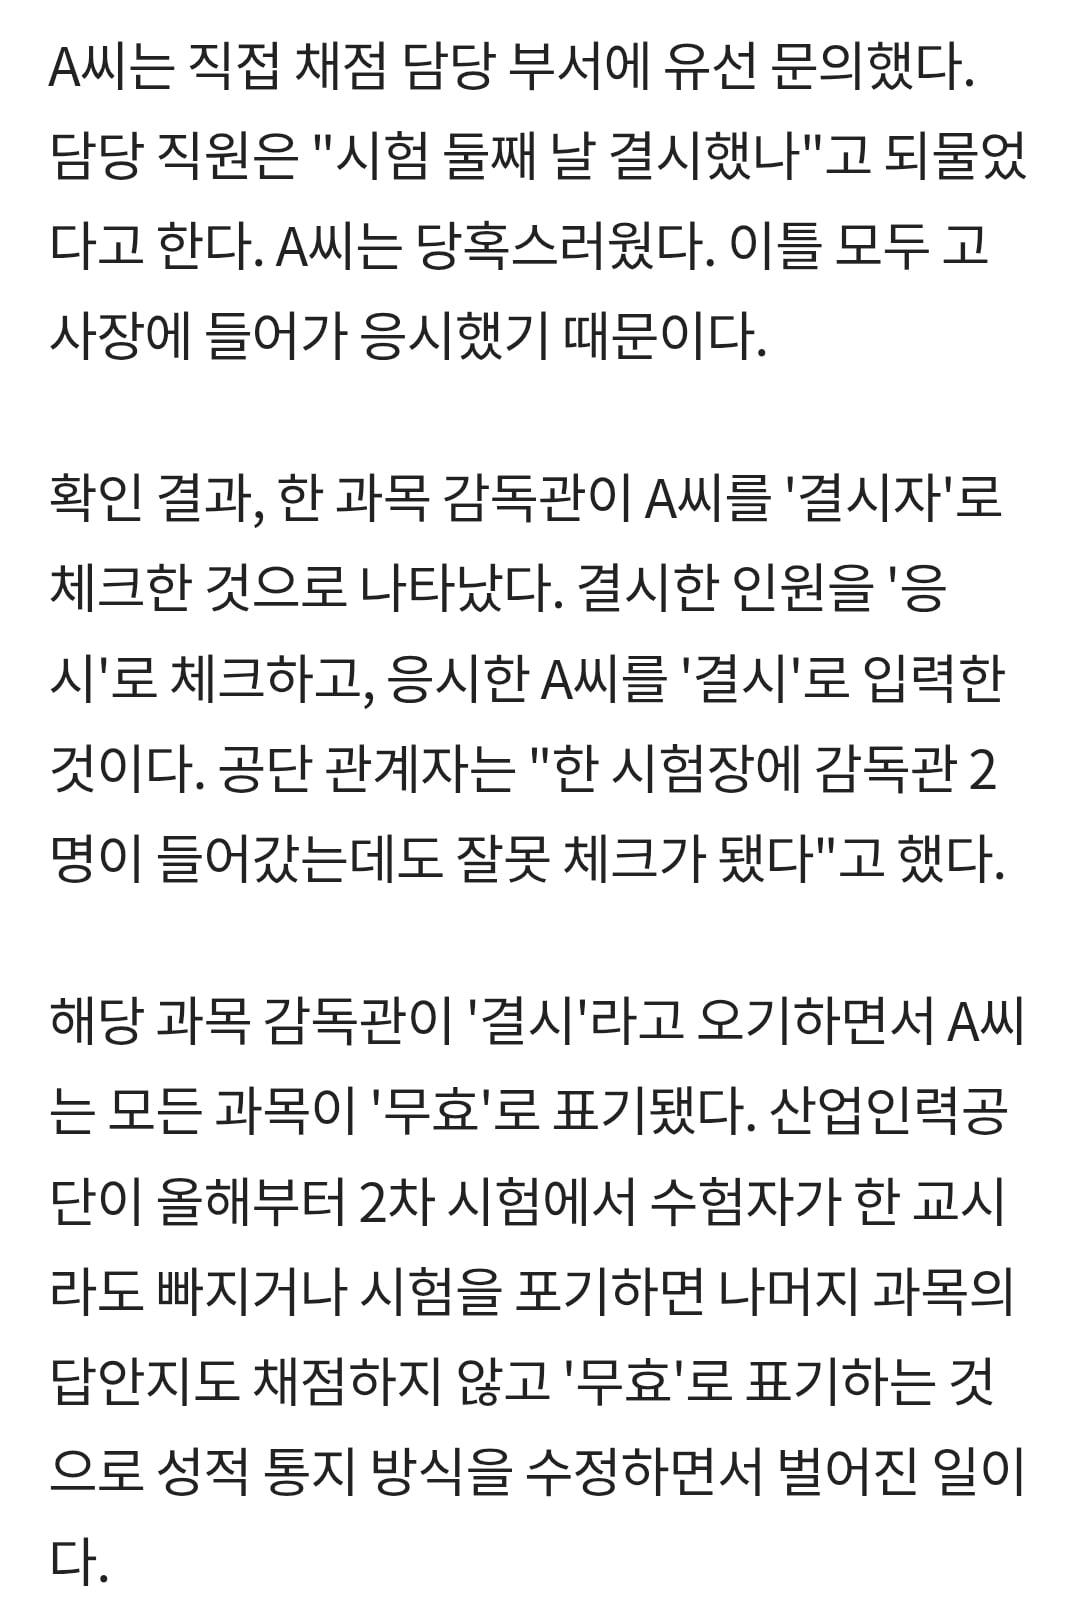 A씨는 직접 채점 담당 부서에 유선 문의했다.
담당 직원은 "시험 둘째 날 결시했나"고 되물었
다고 한다. A씨는 당혹스러웠다. 이틀 모두 고
사장에 들어가 응시했기 때문이다.
확인 결과, 한 과목 감독관이 A씨를 '결시자'로
체크한 것으로 나타났다. 결시한 인원을 '응
시'로 체크하고, 응시한 A씨를 '결시'로 입력한
것이다. 공단 관계자는 "한 시험장에 감독관 2
명이 들어갔는데도 잘못 체크가 됐다"고 했다.
해당 과목 감독관이 '결시'라고 오기하면서 A씨
는 모든 과목이 '무효'로 표기됐다. 산업인력공
단이 올해부터 2차 시험에서 수험자가 한 교시
라도 빠지거나 시험을 포기하면 나머지 과목의
답안지도 채점하지 않고 '무효'로 표기하는 것
으로 성적 통지 방식을 수정하면서 벌어진 일이
다.